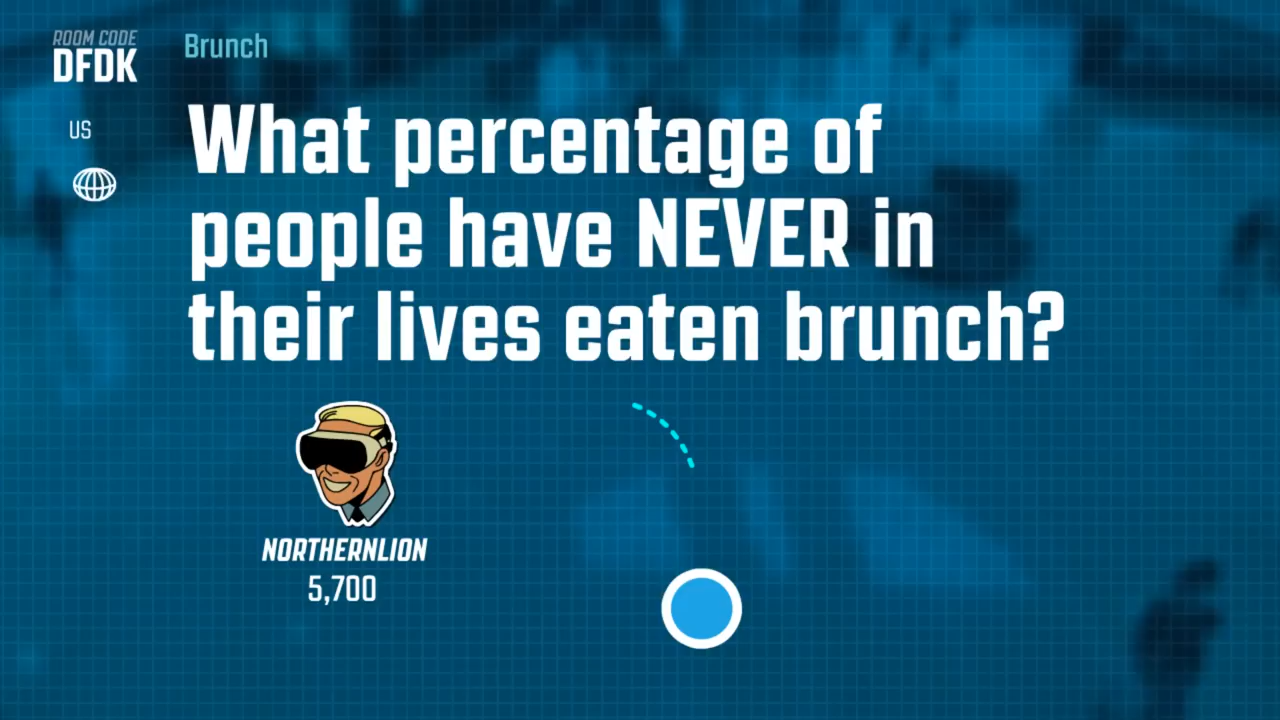 ROOM CODE
DFDK
US
Brunch
What percentage of
people have NEVER in
their lives eaten brunch?
NORTHERNLION
5,700